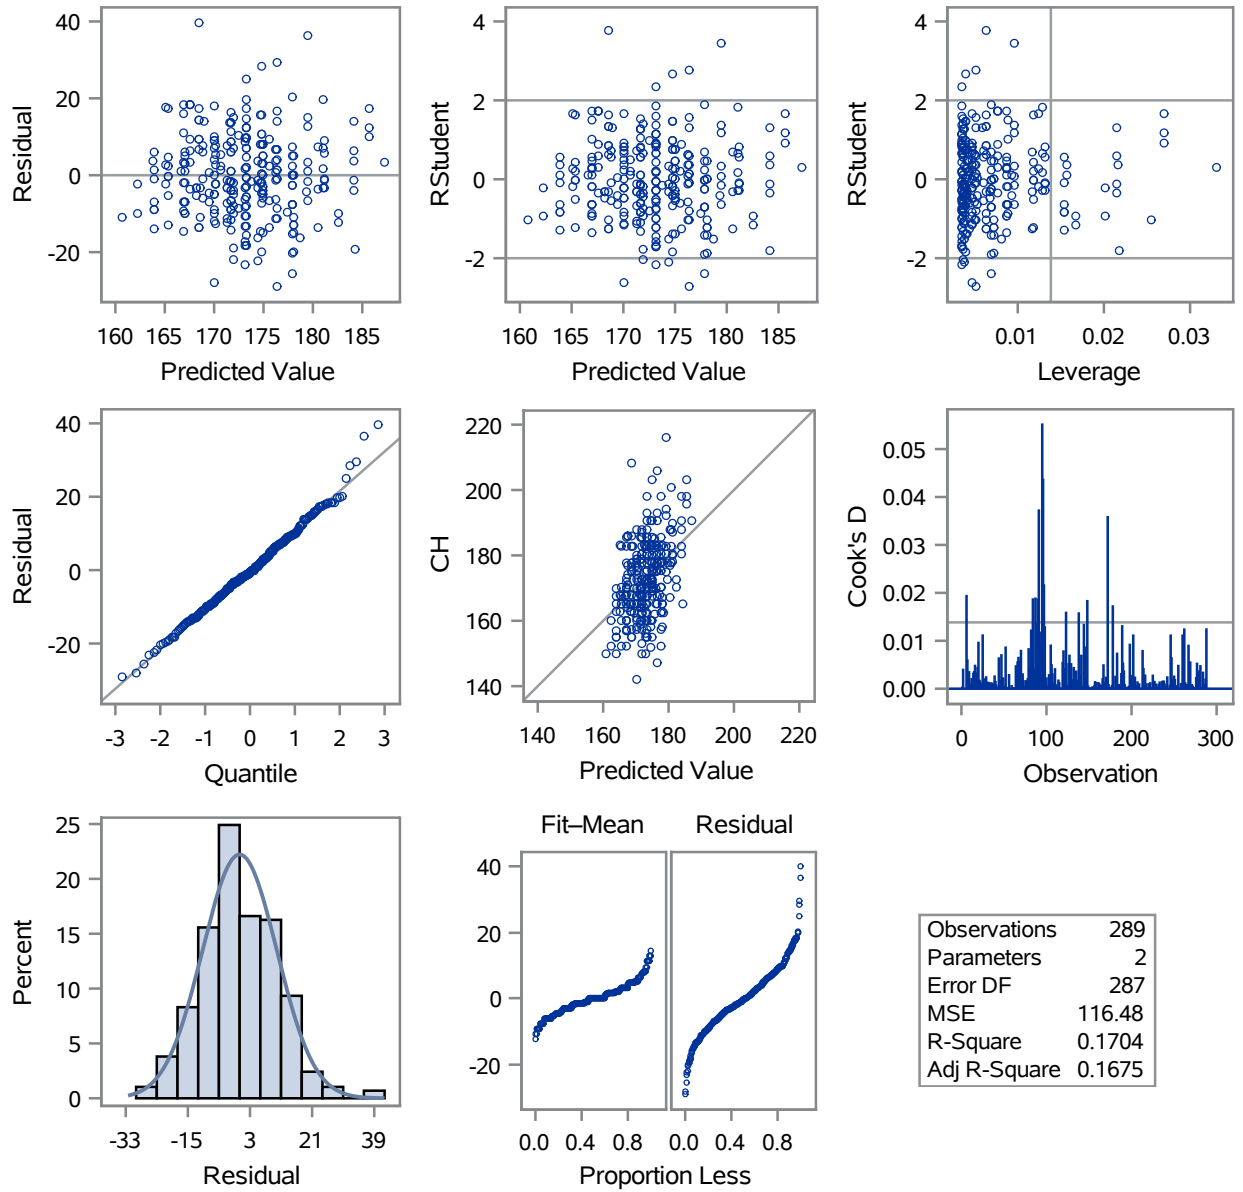 40
20
0
-20
Residual
160 165 170 175 180 185
Predicted Value
4
2
0
-2
RStudent
160 165 170 175 180 185
Predicted Value
4
2
0
-2
RStudent
0.01 0.02 0.03
Leverage
40
20
0
-20
Residual
-3 -2 -1 0 1 2 3
Quantile
220
200
180
160
140
CH
140 160 180 200 220
Predicted Value
0.05
0.04
0.03
0.02
0.01
0.00
Cook's D
0 100 200 300
Observation
25
20
15
10
5
0
Percent
-33 -15 3 21 39
Residual
Fit–Mean Residual
40
20
0
-20
0.0 0.4 0.8 0.0 0.4 0.8
Proportion Less
Observations 289
Parameters 2
Error DF 287
MSE 116.48
R-Square 0.1704
Adj R-Square 0.1675